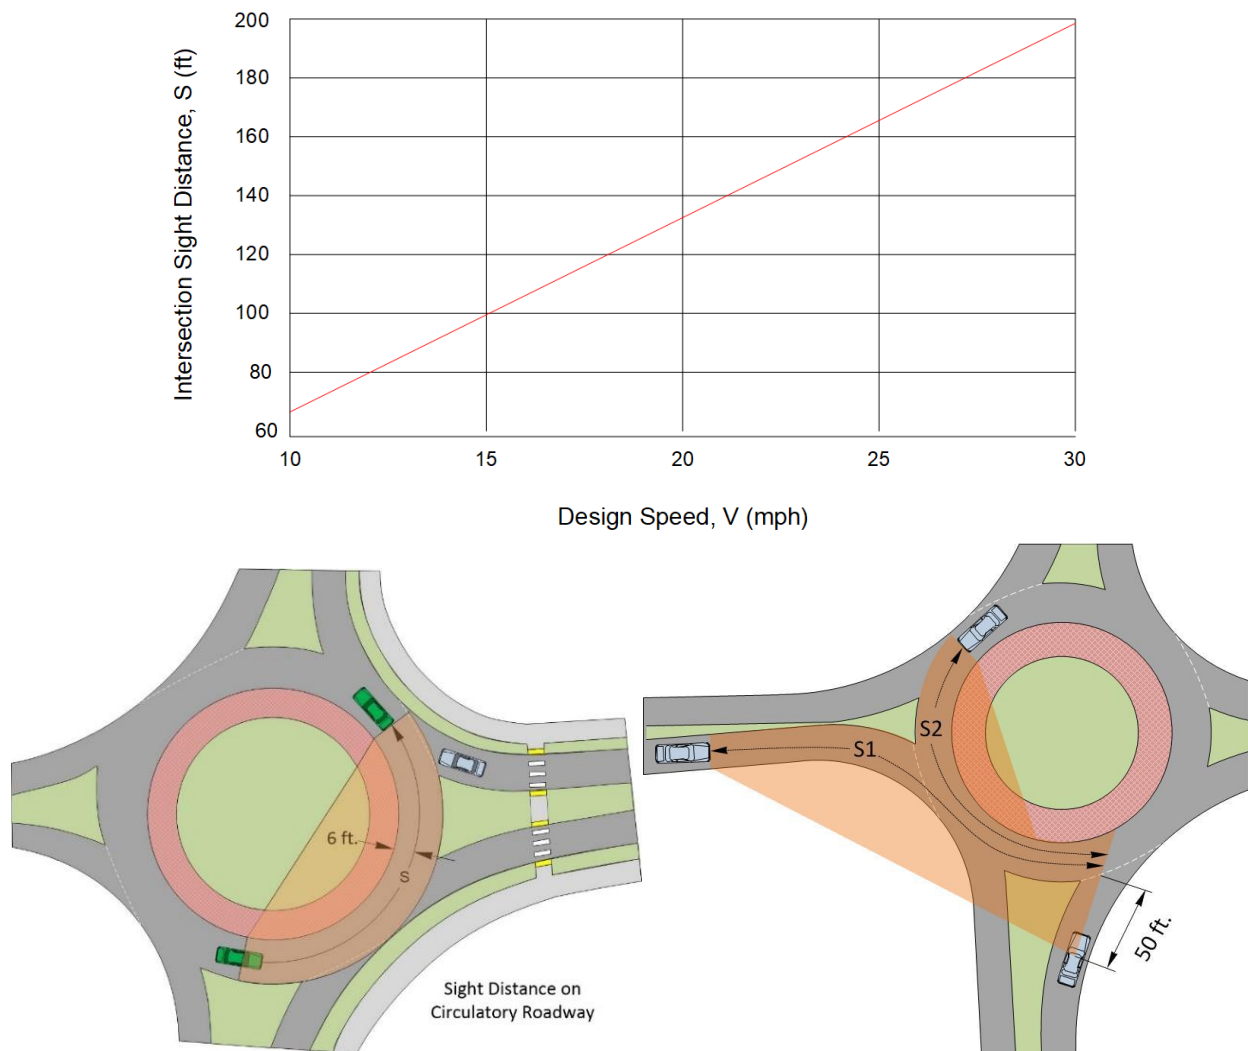 200
180
160
140
120
100
80
60
Intersection Sight Distance, S (ft)
10 15 20 25 30
Design Speed, V (mph)
6 ft.
S
Sight Distance on
Circulatory Roadway
S1
S2
50 ft.